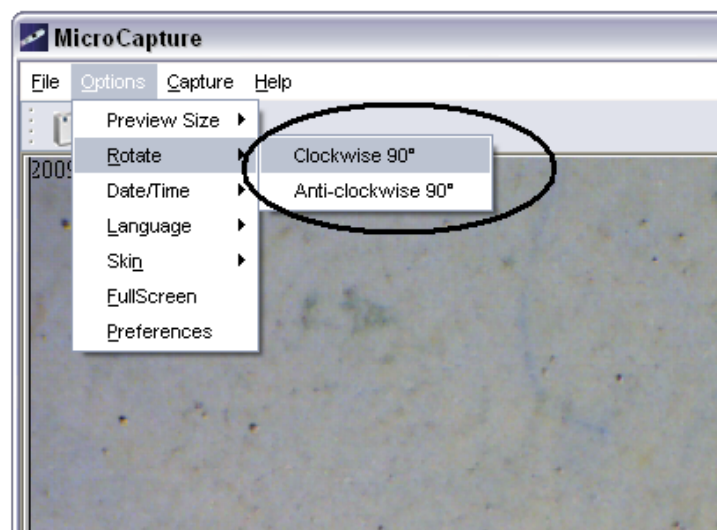 MicroCapture
File Options Capture Help
Preview Size
Rotate
Clockwise 90°
2009
Date/Time
Anti-clockwise 90°
Language
Skin
FullScreen
Preferences